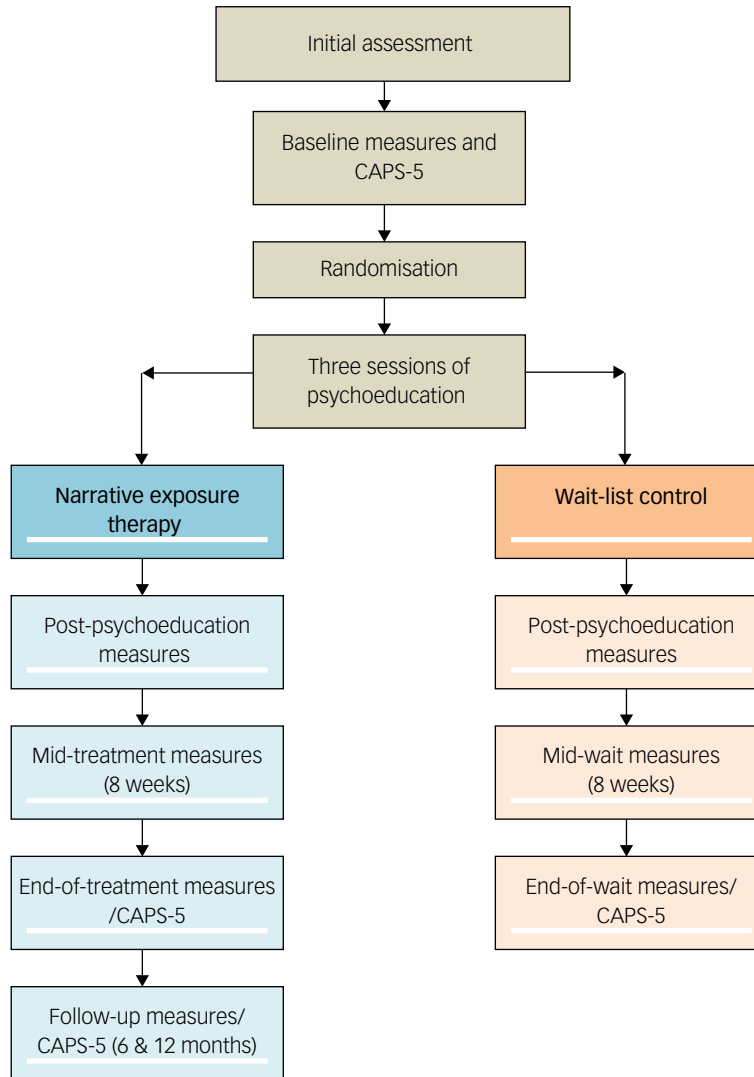 Initial assessment
Baseline measures and
CAPS-5
Randomisation
Three sessions of
psychoeducation
Narrative exposure
therapy
Post-psychoeducation
measures
Mid-treatment measures
(8 weeks)
End-of-treatment measures
/CAPS-5
Follow-up measures/
CAPS-5 (6 & 12 months)
Wait-list control
Post-psychoeducation
measures
Mid-wait measures
(8 weeks)
End-of-wait measures/
CAPS-5